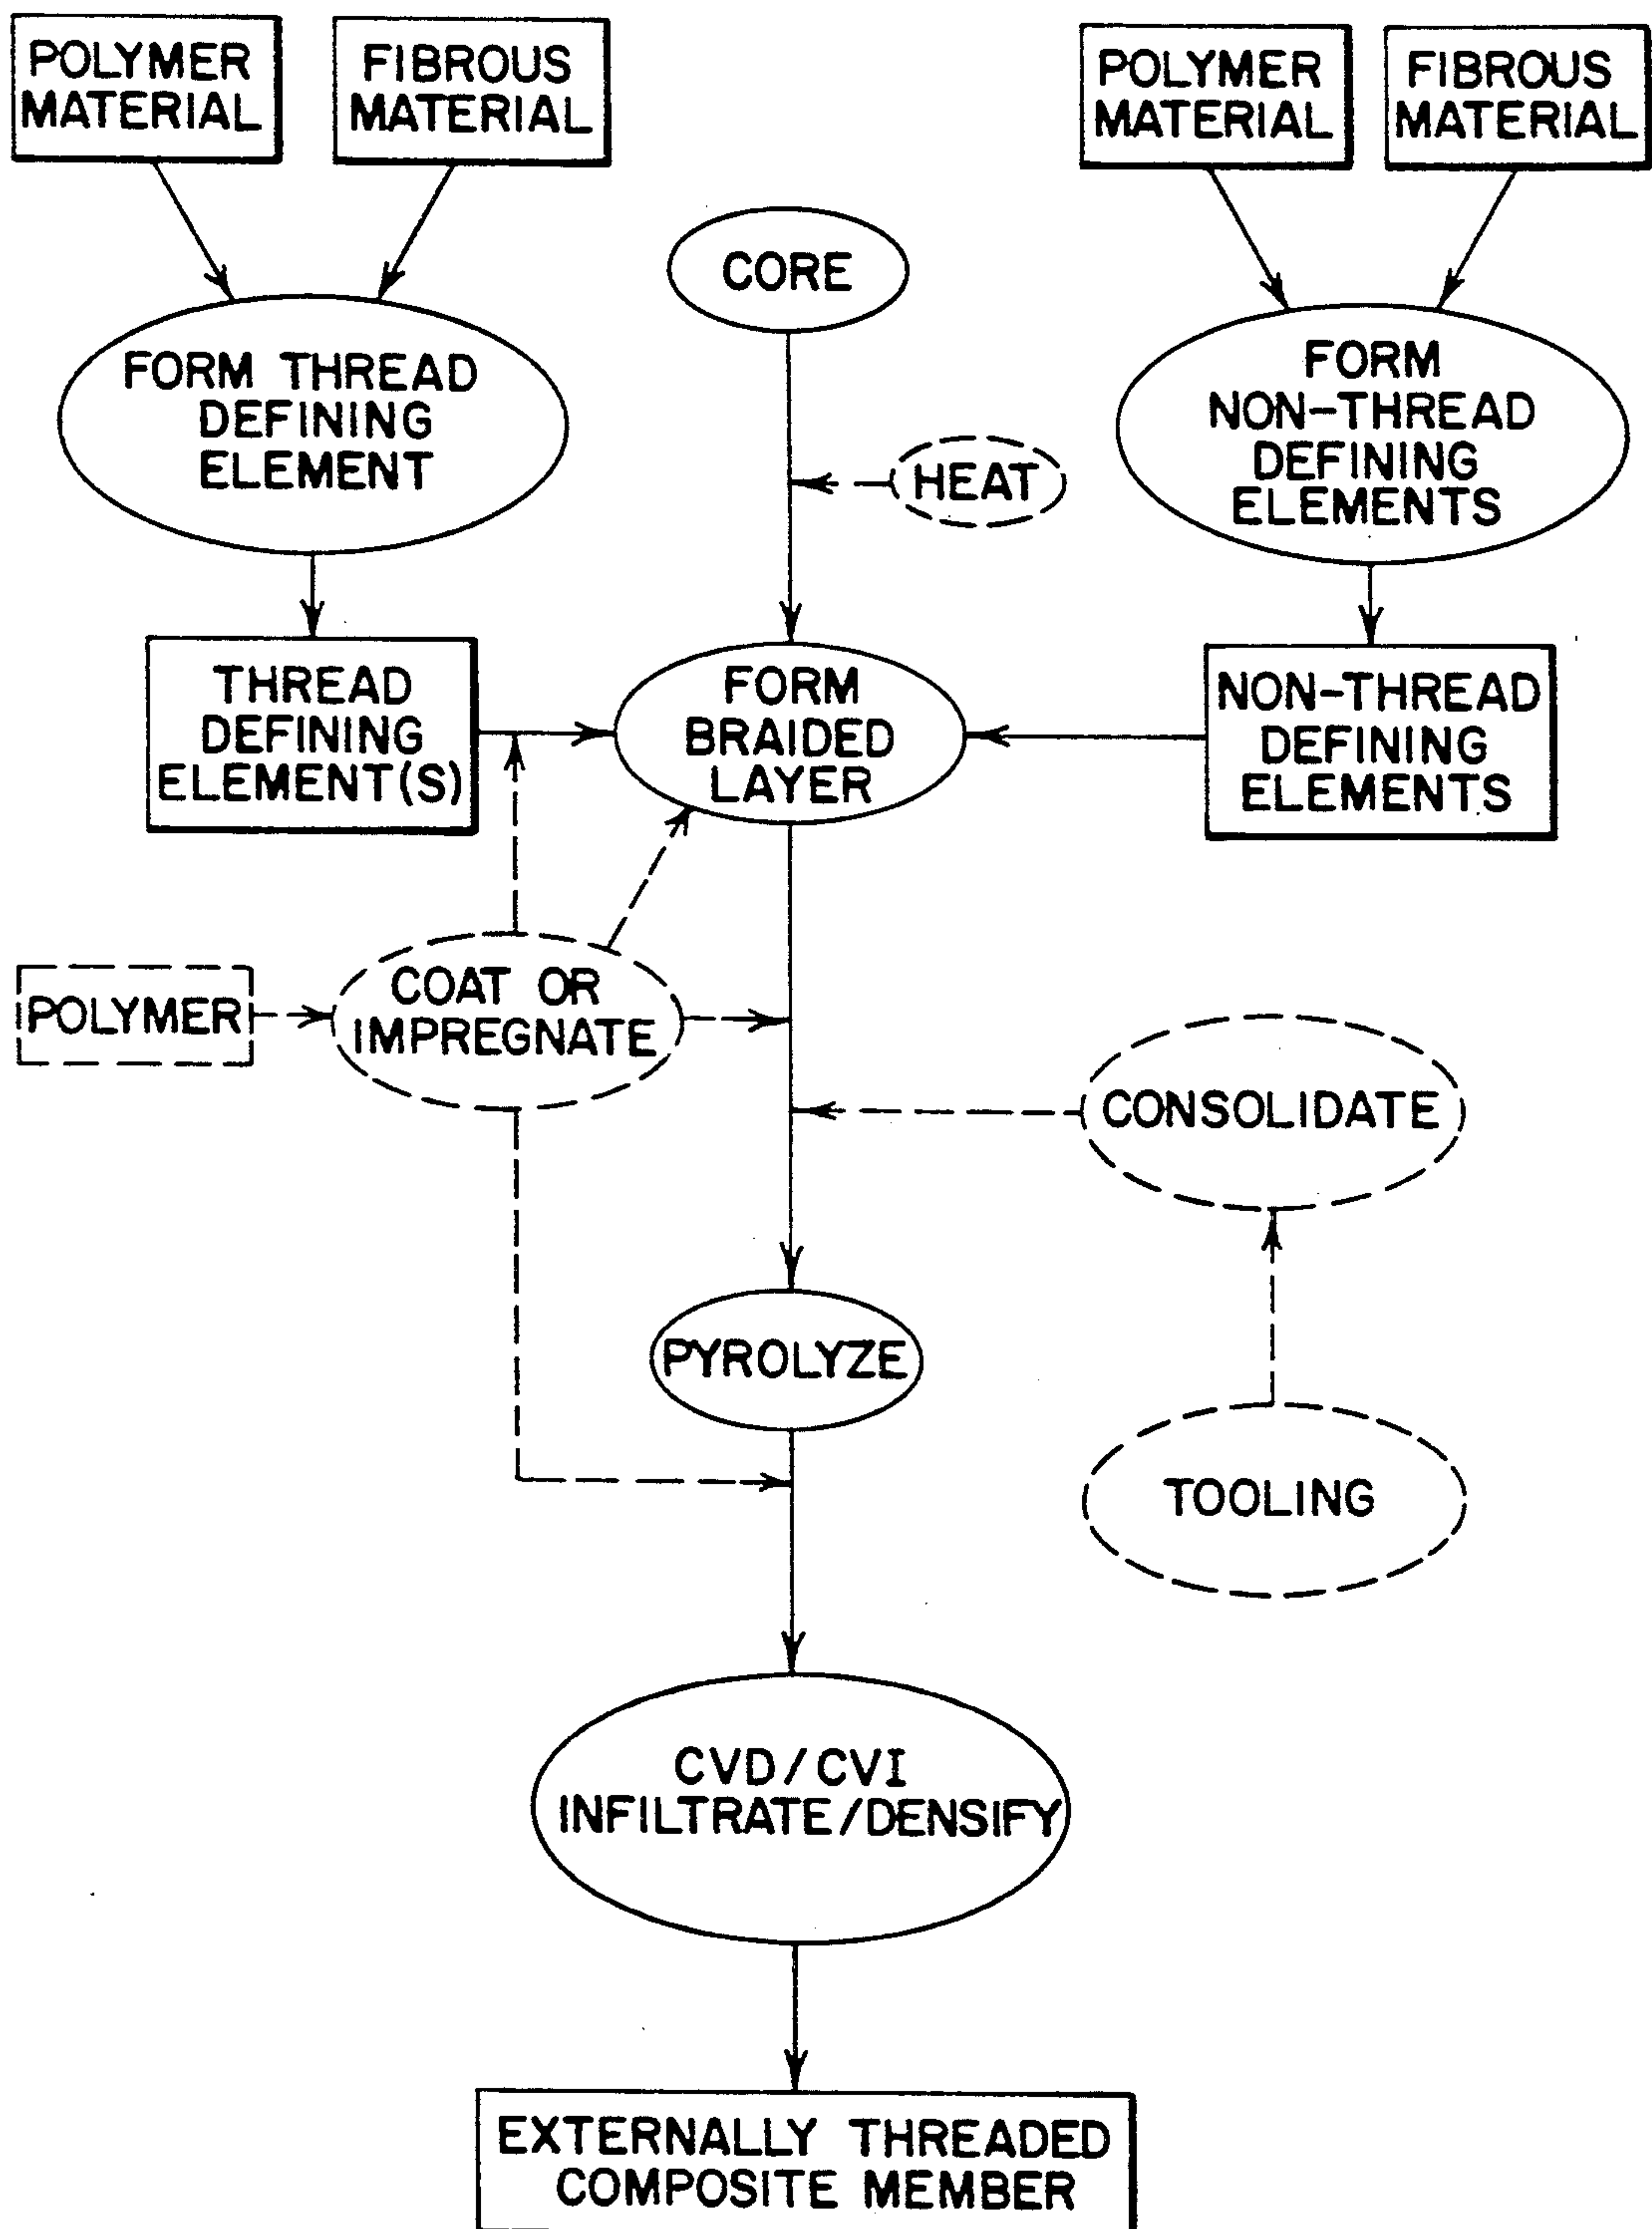 POLYMER
MATERIAL
FIBROUS
MATERIAL
POLYMER
MATERIAL
FIBROUS
MATERIAL
CORE
FORM THREAD
DEFINING
ELEMENT
FORM
NON-THREAD
DEFINING
ELEMENTS
HEAT
THREAD
DEFINING
ELEMENT(S)
FORM
BRAIDED
LAYER
NON-THREAD
DEFINING
ELEMENTS
POLYMER
COAT OR
IMPREGNATE
CONSOLIDATE
PYROLYZE
TOOLING
CVD/CVI
INFILTRATE/DENSIFY
EXTERNALLY THREADED
COMPOSITE MEMBER